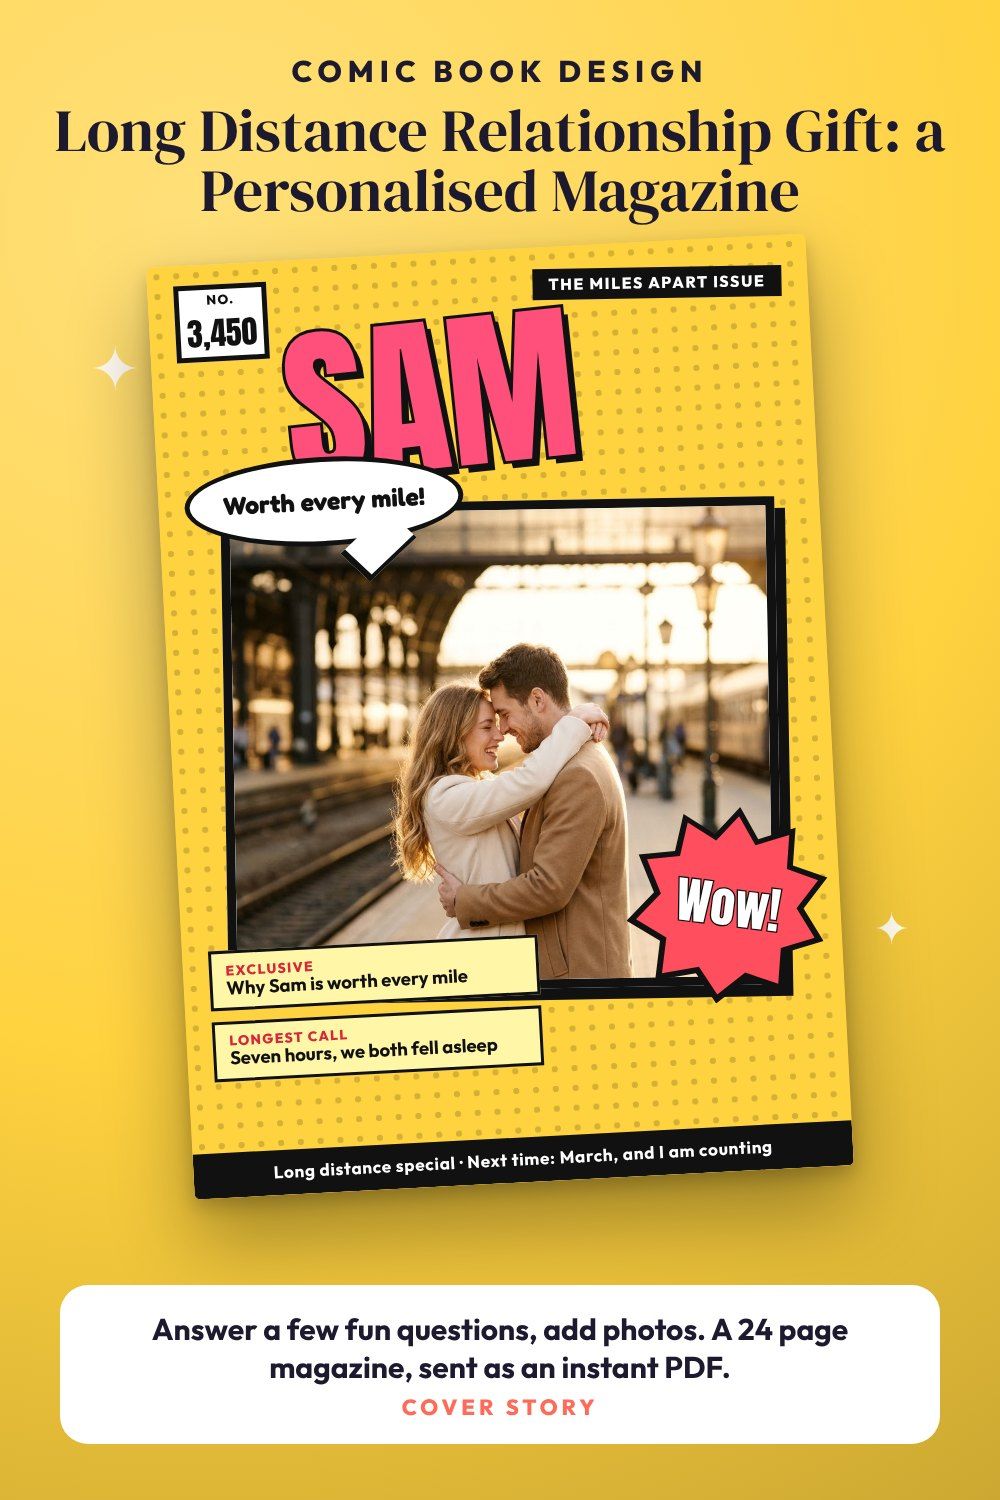 COMIC BOOK DESIGN
Long Distance Relationship Gift: a
Personalised Magazine
NO.
3,450
THE MILES APART ISSUE
SAM
Worth every mile!
Wow!
EXCLUSIVE
Why Sam is worth every mile
LONGEST CALL
Seven hours, we both fell asleep
Long distance special · Next time: March, and I am counting
Answer a few fun questions, add photos. A 24 page
magazine, sent as an instant PDF.
COVER STORY